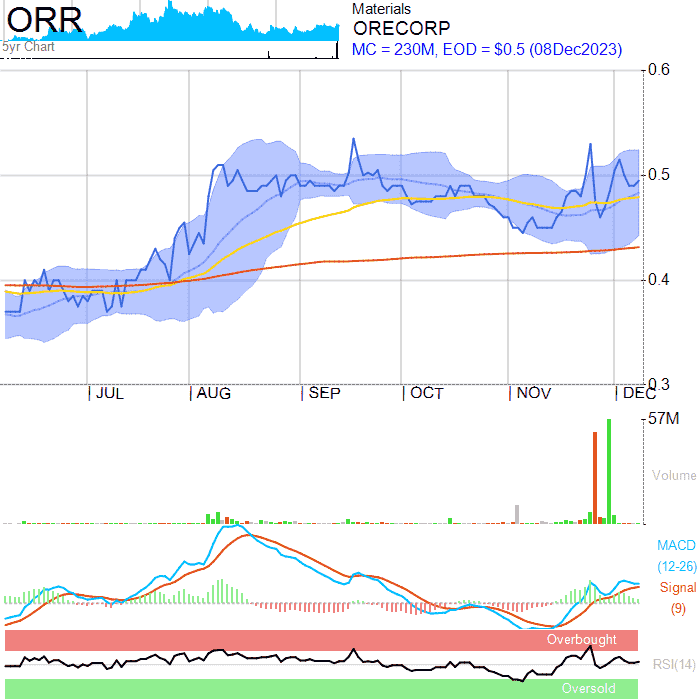 ORR
5yr Chart
Materials
ORECORP
MC = 230M, EOD = $0.5 (08Dec2023)
0.6
0.5
0.4
0.3
JUL
AUG
SEP
OCT
NOV
DEC
57M
Volume
MACD
(12-26)
Signal
(9)
Overbought
RSI(14)
Oversold